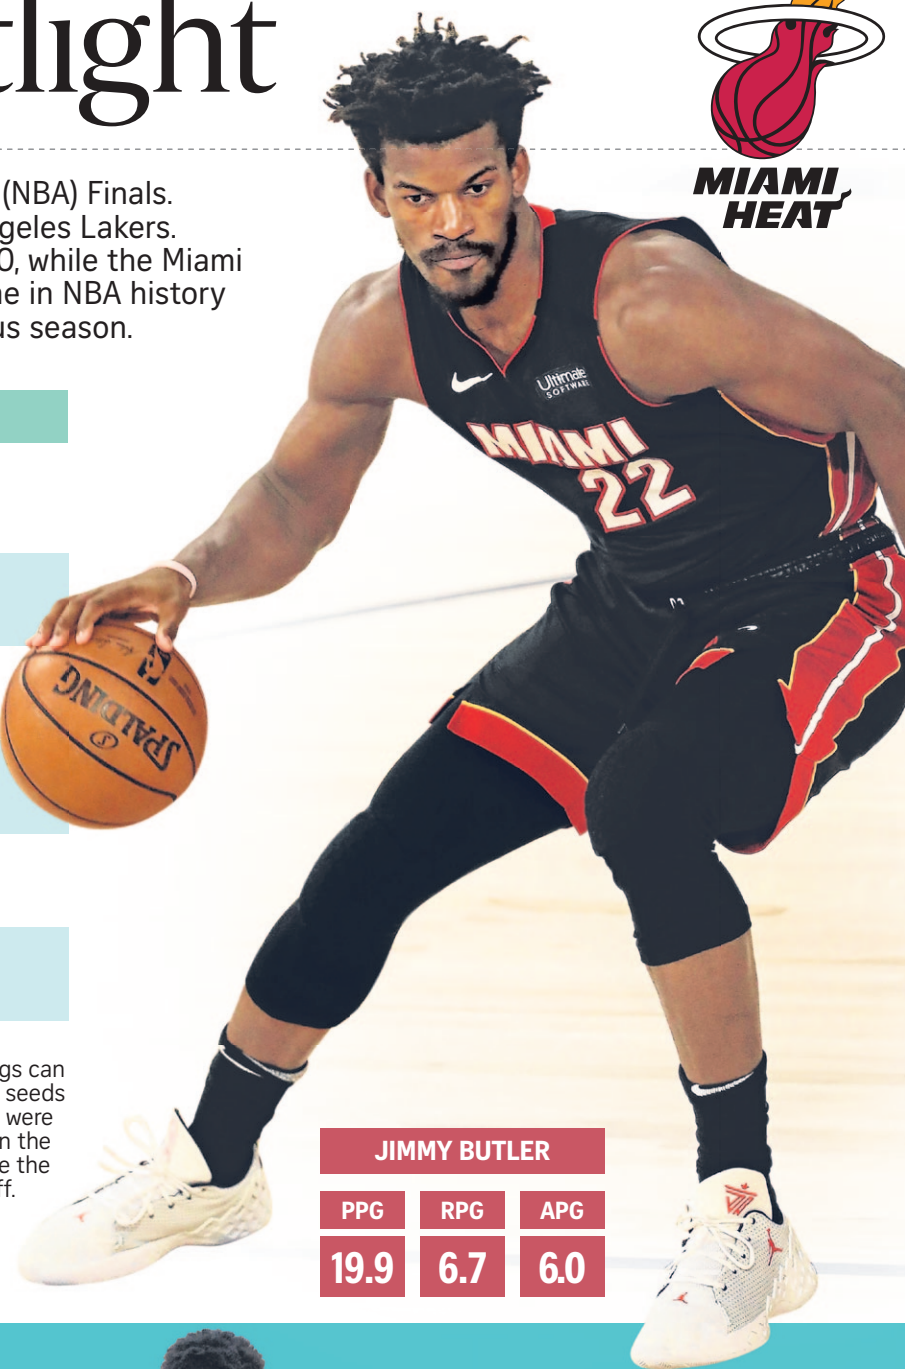 tlight
MIAMI
HEAT
(NBA) Finals.
geles Lakers.
0, while the Miami
e in NBA history
us season.
Ultimate
SOFTWARE
MIAMI
22
SPALDING
gs can
seeds
were
n the
e the
ff.
JIMMY BUTLER
PPG RPG APG
19.9 6.7 6.0